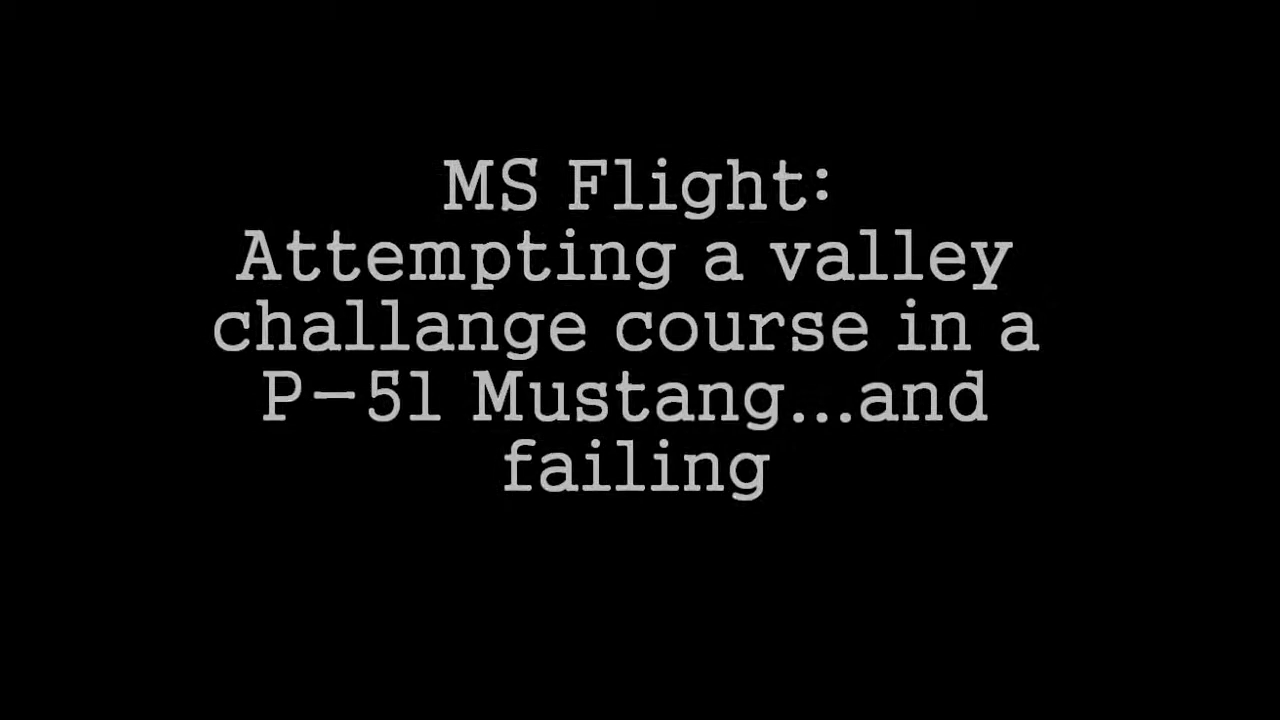 MS Flight:
Attempting a valley
challange course in a
P-51 Mustang...and
failing